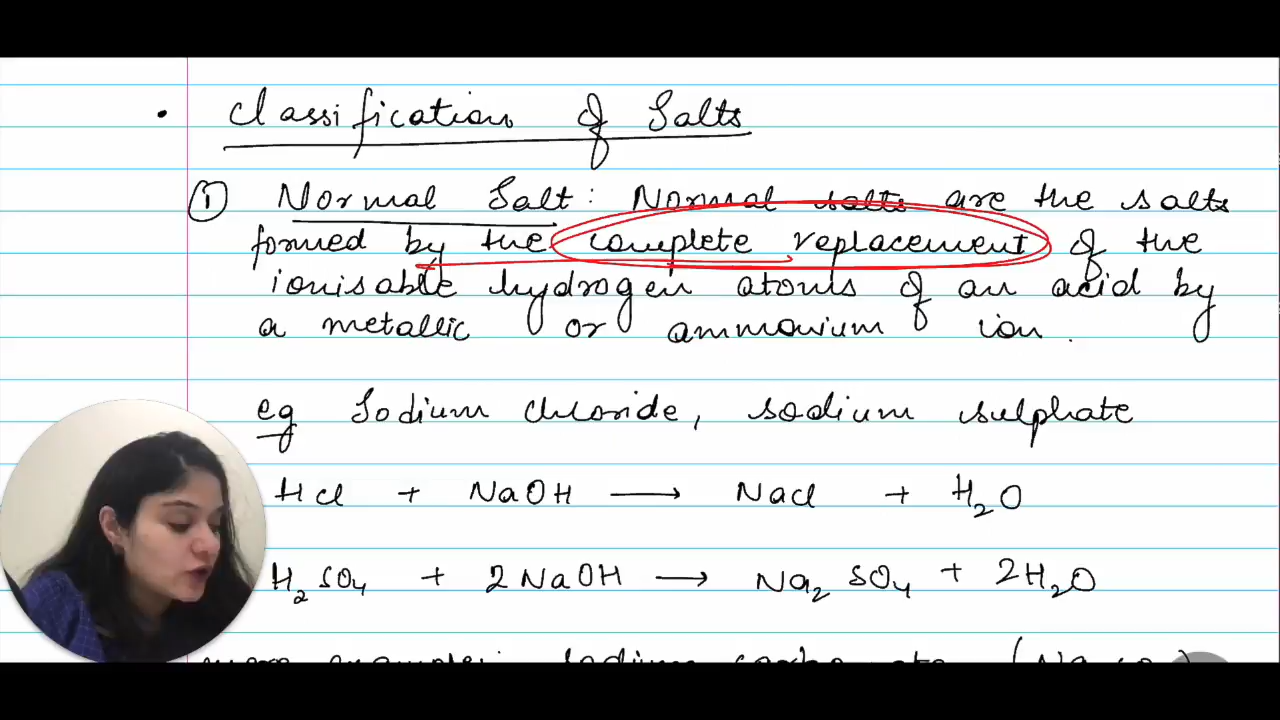 • Classification of Salts
① Normal Salt: Normal salts are the salts
formed by the complete replacement of the
ionisable hydrogen atoms of an acid by
a metallic or ammonium ion.
eg Sodium chloride, sodium sulphate
HCl + NaOH → NaCl + H₂O
H₂SO₄ + 2NaOH → Na₂SO₄ + 2H₂O
sodium